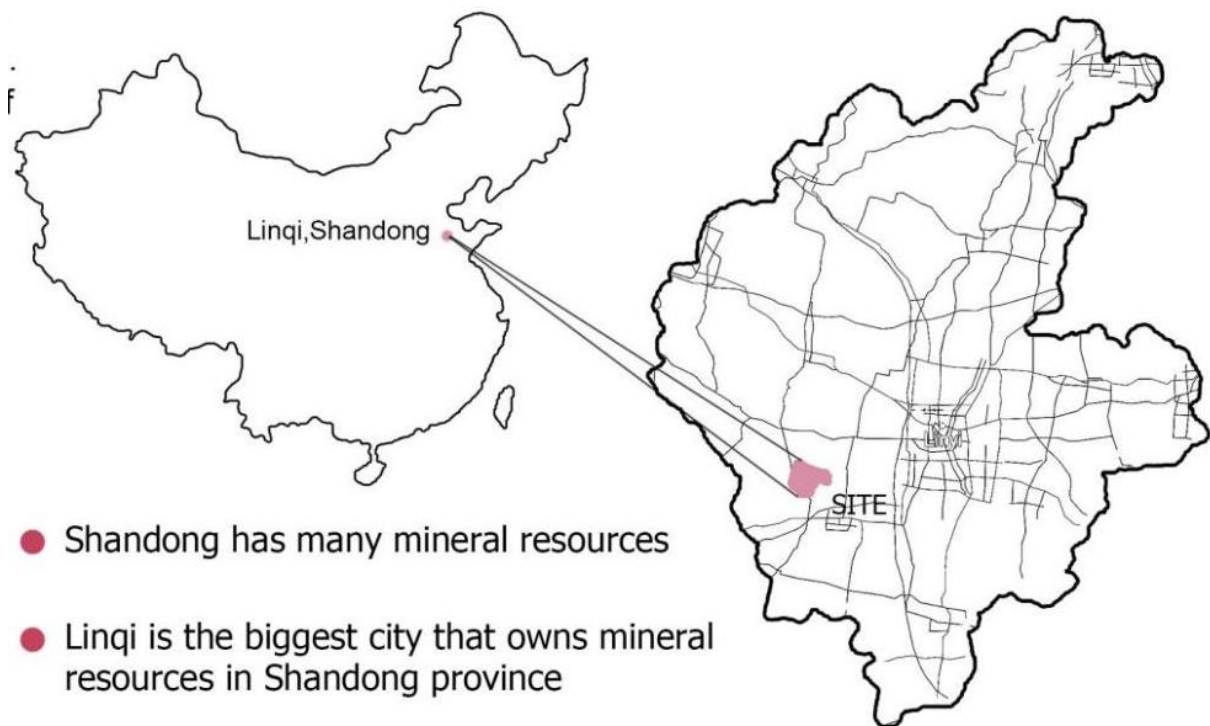 f
Linqi,Shandong
Linyi
SITE
Shandong has many mineral resources
Linqi is the biggest city that owns mineral
resources in Shandong province